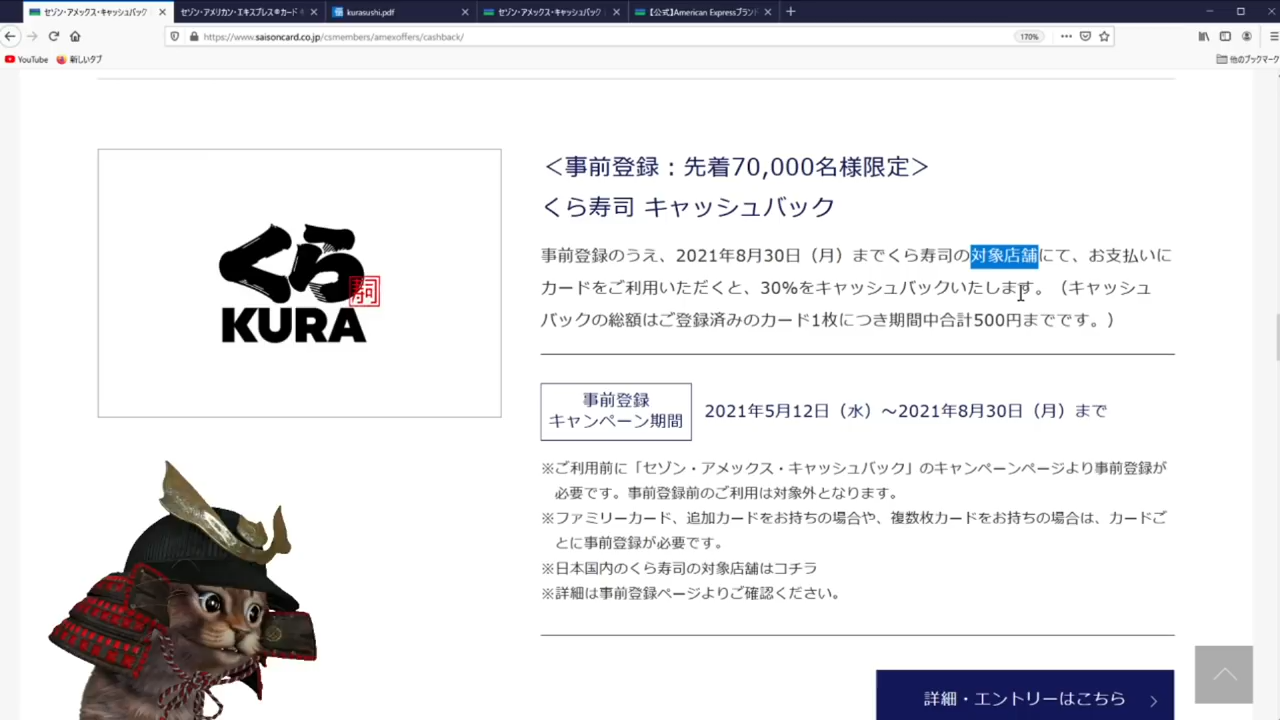 セゾン・アメックス・キャッシュバック
セゾン・アメリカン・エキスプレス®カード
kurasushi.pdf
セゾン・アメックス・キャッシュバック
【公式】American Expressブランド
https://www.saisoncard.co.jp/csmembers/amexoffers/cashback/
170%
YouTube
新しいタブ
他のブックマーク
くら
鮨
KURA
＜事前登録：先着70,000名様限定＞
くら寿司 キャッシュバック
事前登録のうえ、2021年8月30日（月）までくら寿司の対象店舗にて、お支払いに
カードをご利用いただくと、30%をキャッシュバックいたします。（キャッシュ
バックの総額はご登録済みのカード1枚につき期間中合計500円までです。）
事前登録
キャンペーン期間
2021年5月12日（水）～2021年8月30日（月）まで
※ご利用前に「セゾン・アメックス・キャッシュバック」のキャンペーンページより事前登録が
必要です。事前登録前のご利用は対象外となります。
※ファミリーカード、追加カードをお持ちの場合や、複数枚カードをお持ちの場合は、カードご
とに事前登録が必要です。
※日本国内のくら寿司の対象店舗はコチラ
※詳細は事前登録ページよりご確認ください。
詳細・エントリーはこちら